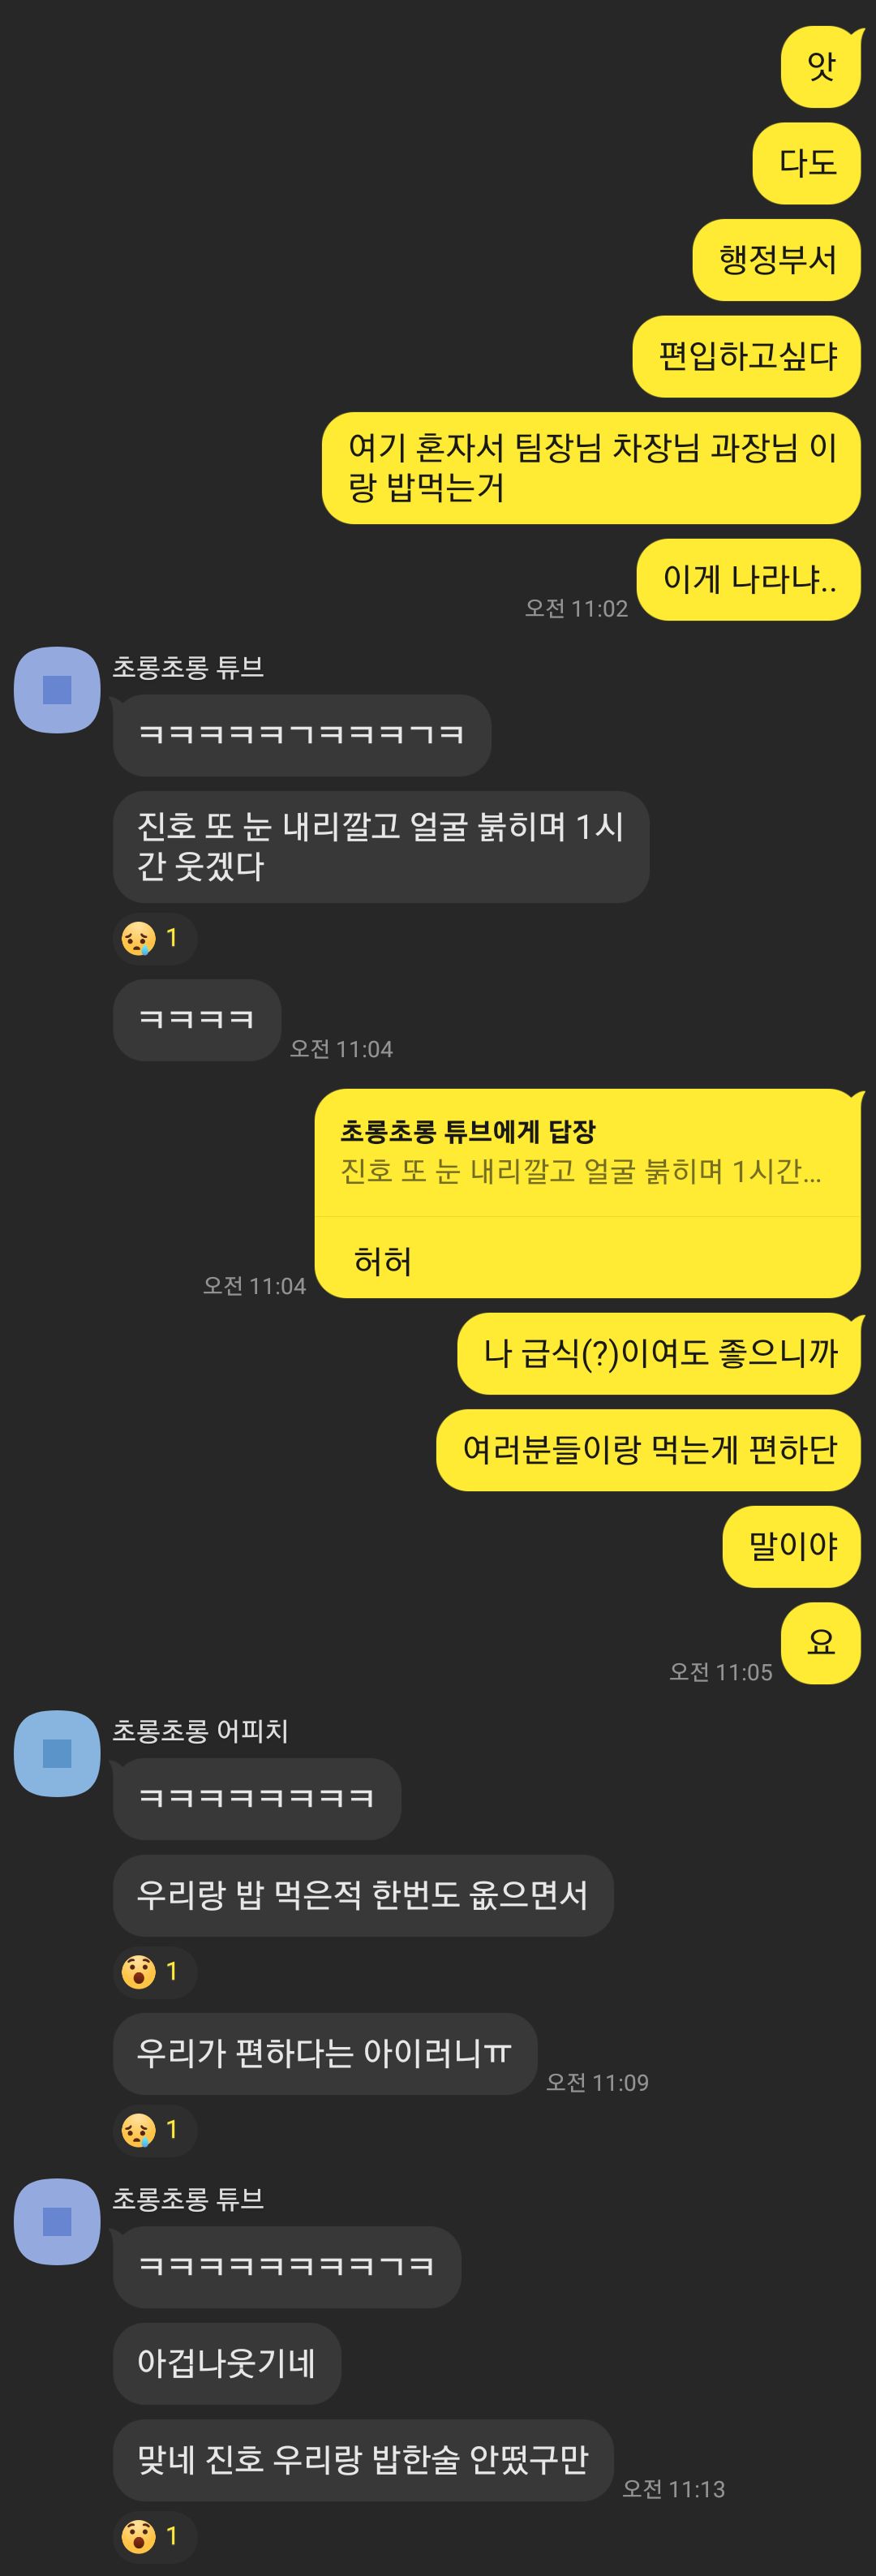 앗
다도
행정부서
편입하고싶댜
여기 혼자서 팀장님 차장님 과장님 이
랑 밥먹는거
이게 나라냐..
오전 11:02
초롱초롱 튜브
ㅋㅋㅋㅋㅋㄱㅋㅋㅋㄱㅋ
진호 또 눈 내리깔고 얼굴 붉히며 1시
간 웃겠다
1
ㅋㅋㅋㅋ
오전 11:04
초롱초롱 튜브에게 답장
진호 또 눈 내리깔고 얼굴 붉히며 1시간...
허허
오전 11:04
나 급식(?)이여도 좋으니까
여러분들이랑 먹는게 편하단
말이야
요
오전 11:05
초롱초롱 어피치
ㅋㅋㅋㅋㅋㅋㅋㅋ
우리랑 밥 먹은적 한번도 옶으면서
1
우리가 편하다는 아이러니ㅠ
오전 11:09
1
초롱초롱 튜브
ㅋㅋㅋㅋㅋㅋㅋㅋㄱㅋ
아겁나웃기네
맞네 진호 우리랑 밥한술 안떴구만
오전 11:13
1